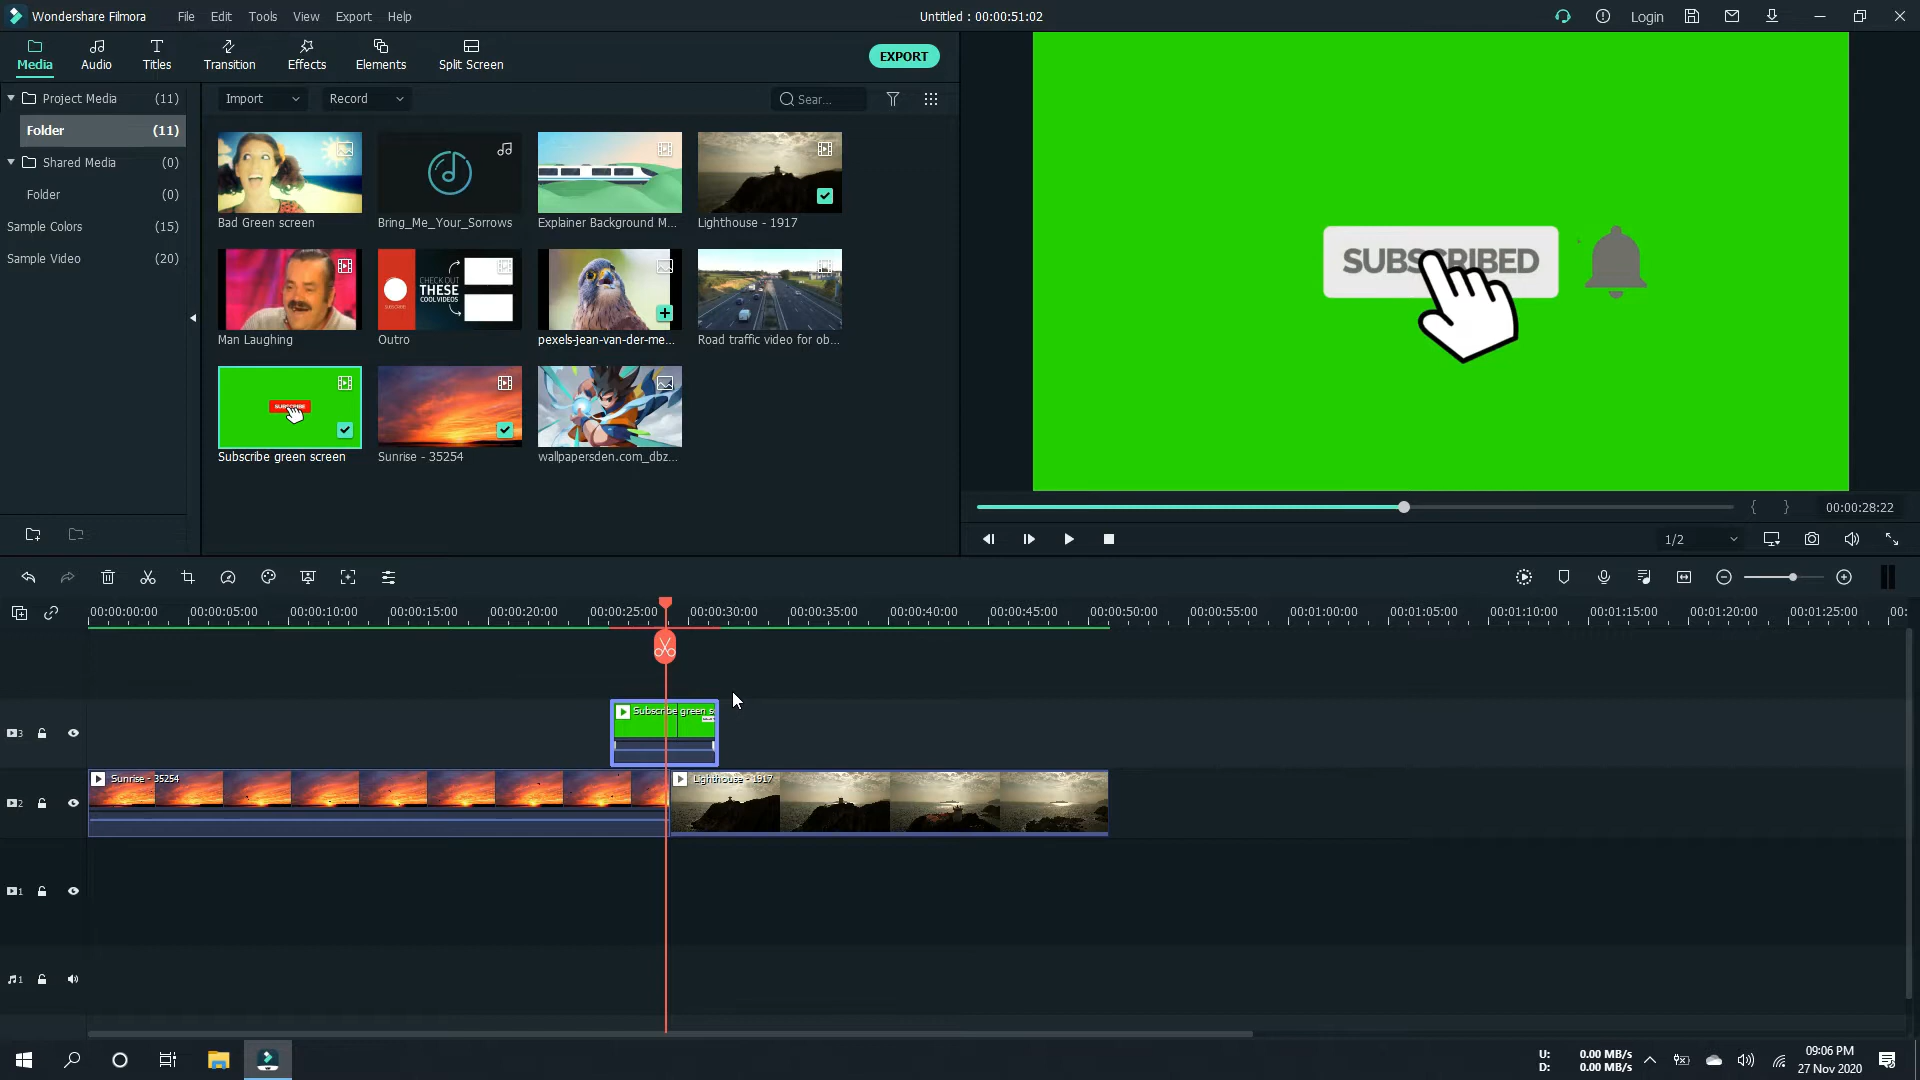 Wondershare Filmora File Edit Tools View Export Help Untitled : 00:00:51:02 Login
Media Audio Titles Transition Effects Elements Split Screen EXPORT
Project Media (11) Import Record Sear...
Folder (11)
Shared Media (0)
Folder (0)
Sample Colors (15)
Sample Video (20)
Bad Green screen Bring_Me_Your_Sorrows Explainer Background M... Lighthouse - 1917
CHECK OUT
THESE
COOL VIDEOS
Man Laughing Outro pexels-jean-van-der-me... Road traffic video for ob...
SUBSCRIBE
Subscribe green screen Sunrise - 35254 wallpapersden.com_dbz...
SUBSCRIBED
{ } 00:00:28:22
1/2
00:00:00:00 00:00:05:00 00:00:10:00 00:00:15:00 00:00:20:00 00:00:25:00 00:00:30:00 00:00:35:00 00:00:40:00 00:00:45:00 00:00:50:00 00:00:55:00 00:01:00:00 00:01:05:00 00:01:10:00 00:01:15:00 00:01:20:00 00:01:25:00 00:
3 Subscribe green s
2 Sunrise - 35254 Lighthouse - 1917
1
1
U: 0.00 MB/s
D: 0.00 MB/s
09:06 PM
27 Nov 2020